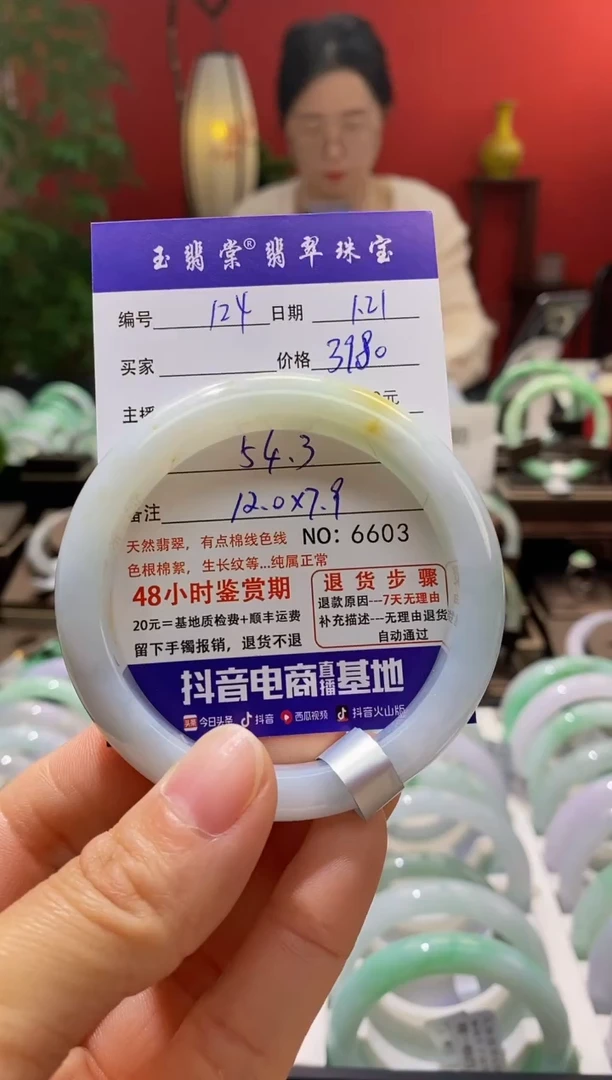 玉翡棠®翡翠珠宝
编号 124 日期 1.21
买家 价格 3980
主播 元
54.3
备注 12.0x7.9
天然翡翠，有点棉线色线 NO: 6603
色根棉絮，生长纹等...纯属正常
48小时鉴赏期
20元＝基地质检费+顺丰运费
留下手镯报销，退货不退
退货步骤
退款原因---7天无理由
补充描述---无理由退货
自动通过
抖音电商直播基地
头条 今日头条 抖音 西瓜视频 抖音火山版